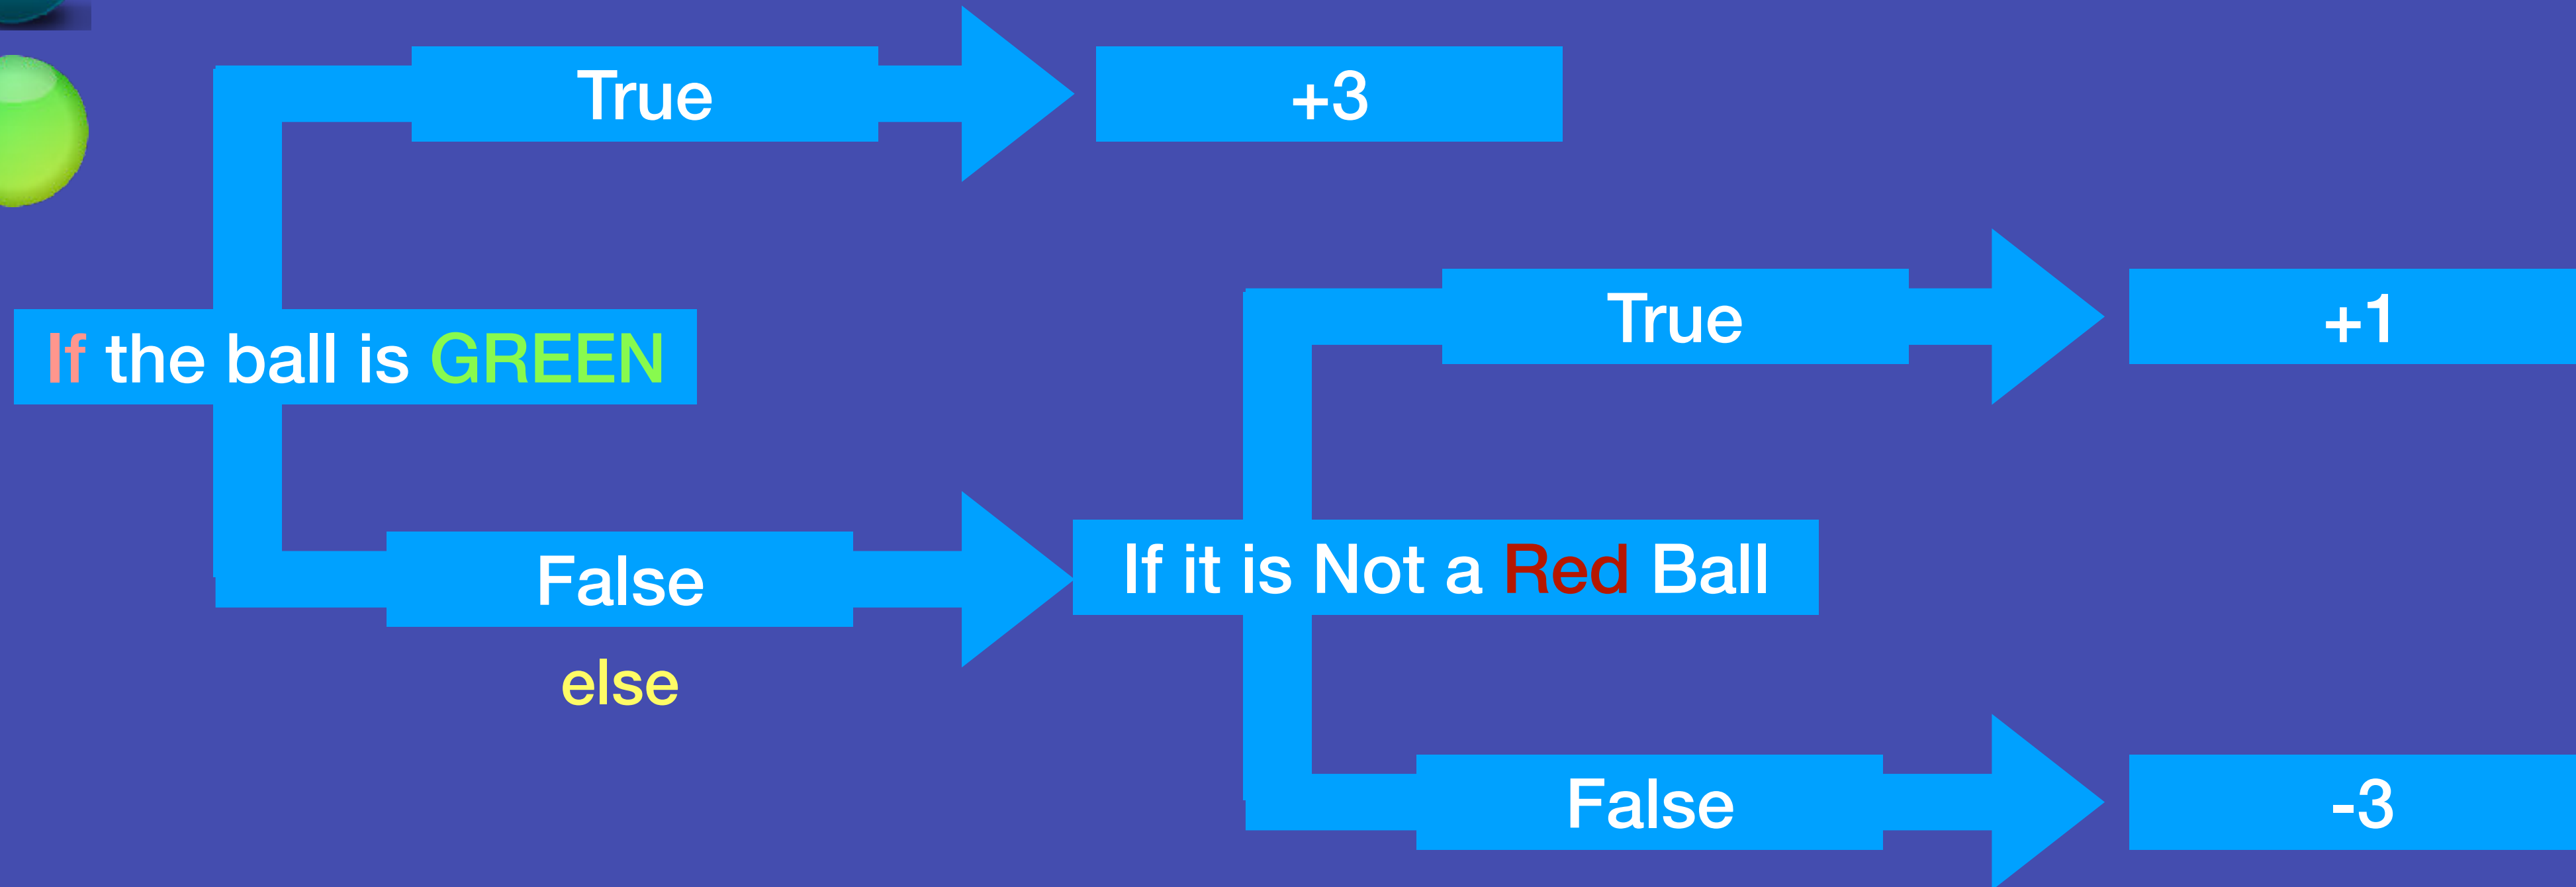 True
+3
If the ball is GREEN
True
+1
False
else
If it is Not a Red Ball
False
-3